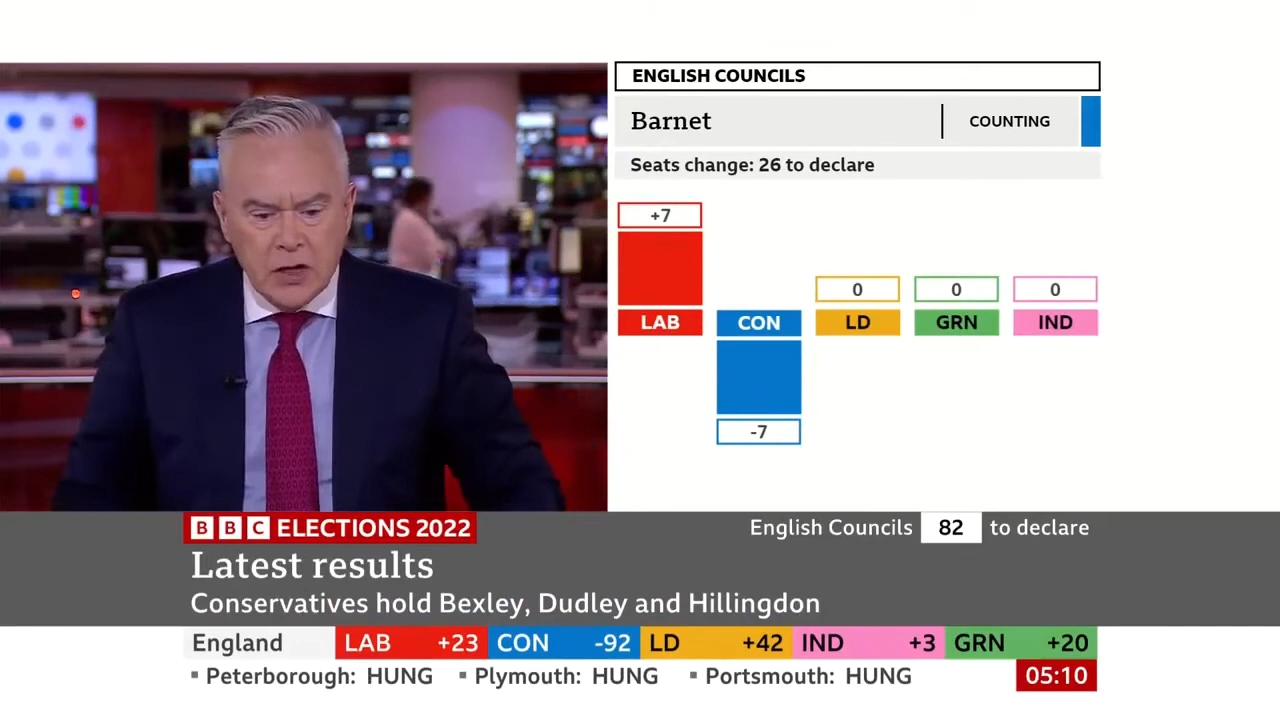 ENGLISH COUNCILS
Barnet COUNTING
Seats change: 26 to declare
+7
0 0 0
LAB CON LD GRN IND
-7
BBC ELECTIONS 2022 English Councils 82 to declare
Latest results
Conservatives hold Bexley, Dudley and Hillingdon
England LAB +23 CON -92 LD +42 IND +3 GRN +20
Peterborough: HUNG Plymouth: HUNG Portsmouth: HUNG 05:10